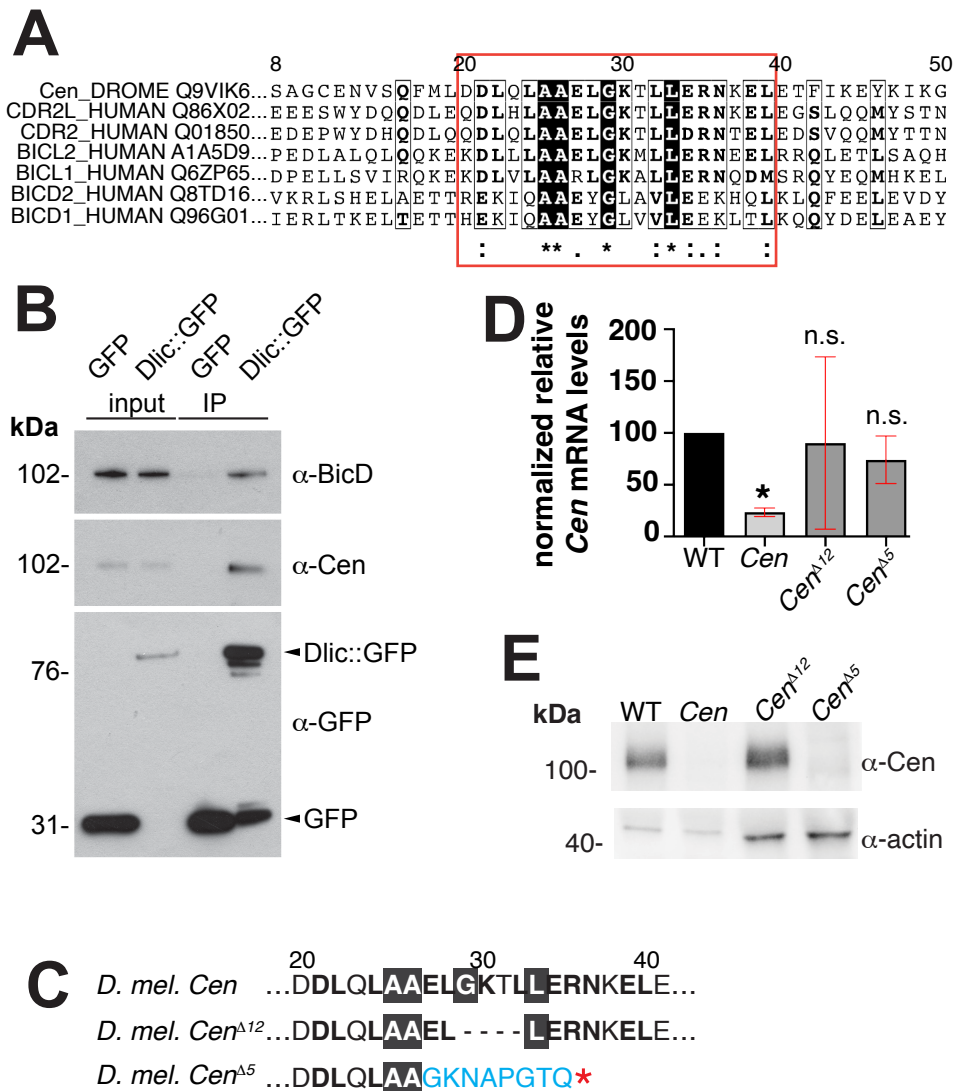 A
8 20 30 40 50
Cen_DROME Q9VIK6...SAGCENVSQFMLDDLQLAAELGKTLLERNKELETFIKEYKIKG
CDR2L_HUMAN Q86X02...EEESWYDQQDLEQDLHLAAELGKTLLERNKELEGSLQQMYSTN
CDR2_HUMAN Q01850...EDEPWYDHQDLQQDLQLAAELGKTLLDRNTELEDSVQQMYTTN
BICL2_HUMAN A1A5D9...PEDLALQLQQKEKDLLLAAELGKMLLERNEELRRQLETLSAQH
BICL1_HUMAN Q6ZP65...DPELLSVIRQKEKDLVLAARLGKALLERNQDMSRQYEQMHKEL
BICD2_HUMAN Q8TD16...VKRLSHELAETTREKIQAAEYGLAVLEEKHQLKLQFEELEVDY
BICD1_HUMAN Q96G01...IERLTKELTETTHEKIQAAEYGLVVLEEKLTLKQQYDELEAEY
: ** . * : * : . : :
B
GFP Dlic::GFP GFP Dlic::GFP
input IP
kDa
102- α-BicD
102- α-Cen
Dlic::GFP
76-
α-GFP
31- GFP
D
normalized relative
Cen mRNA levels
200
150
100
50
0
* n.s. n.s.
WT Cen CenΔ12 CenΔ5
E
kDa WT Cen CenΔ12 CenΔ5
100- α-Cen
40- α-actin
C
20 30 40
D. mel. Cen ...DDLQLAAELGKTLLERNKELE...
D. mel. CenΔ12...DDLQLAAEL----LERNKELE...
D. mel. CenΔ5 ...DDLQLAAGKNAPGTQ*